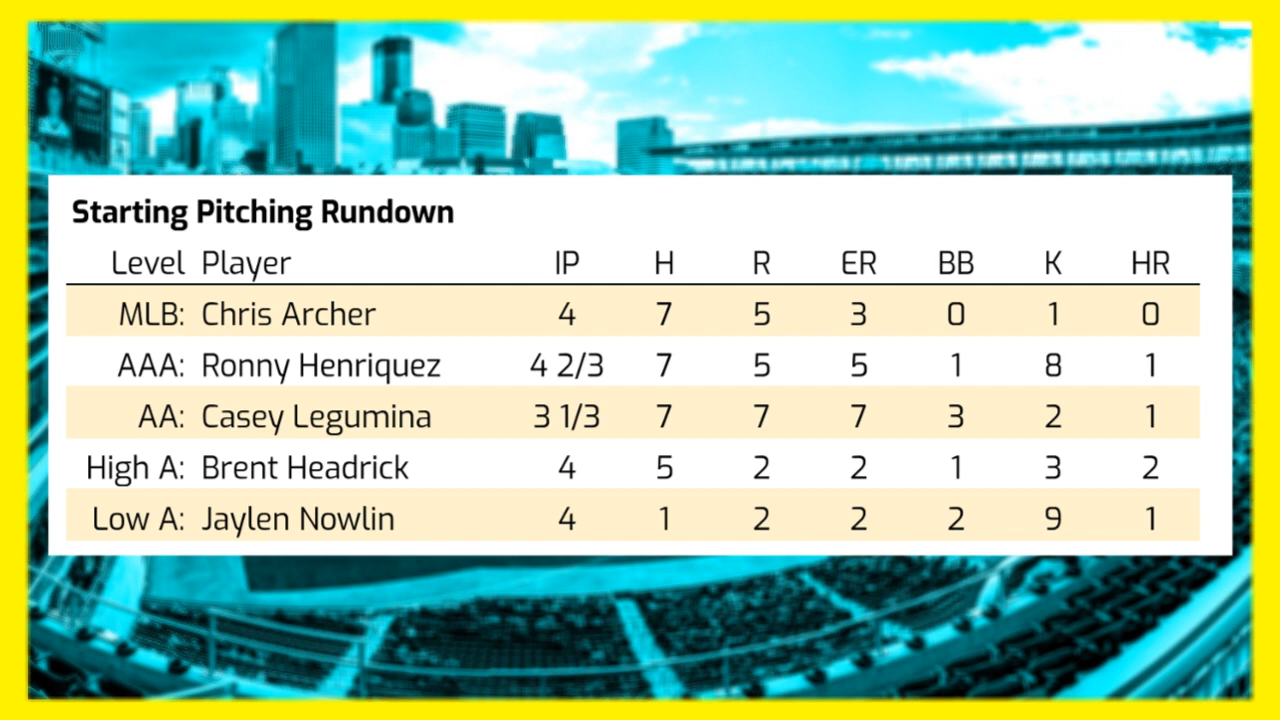 Starting Pitching Rundown
Level Player IP H R ER BB K HR
MLB: Chris Archer 4 7 5 3 0 1 0
AAA: Ronny Henriquez 4 2/3 7 5 5 1 8 1
AA: Casey Legumina 3 1/3 7 7 7 3 2 1
High A: Brent Headrick 4 5 2 2 1 3 2
Low A: Jaylen Nowlin 4 1 2 2 2 9 1